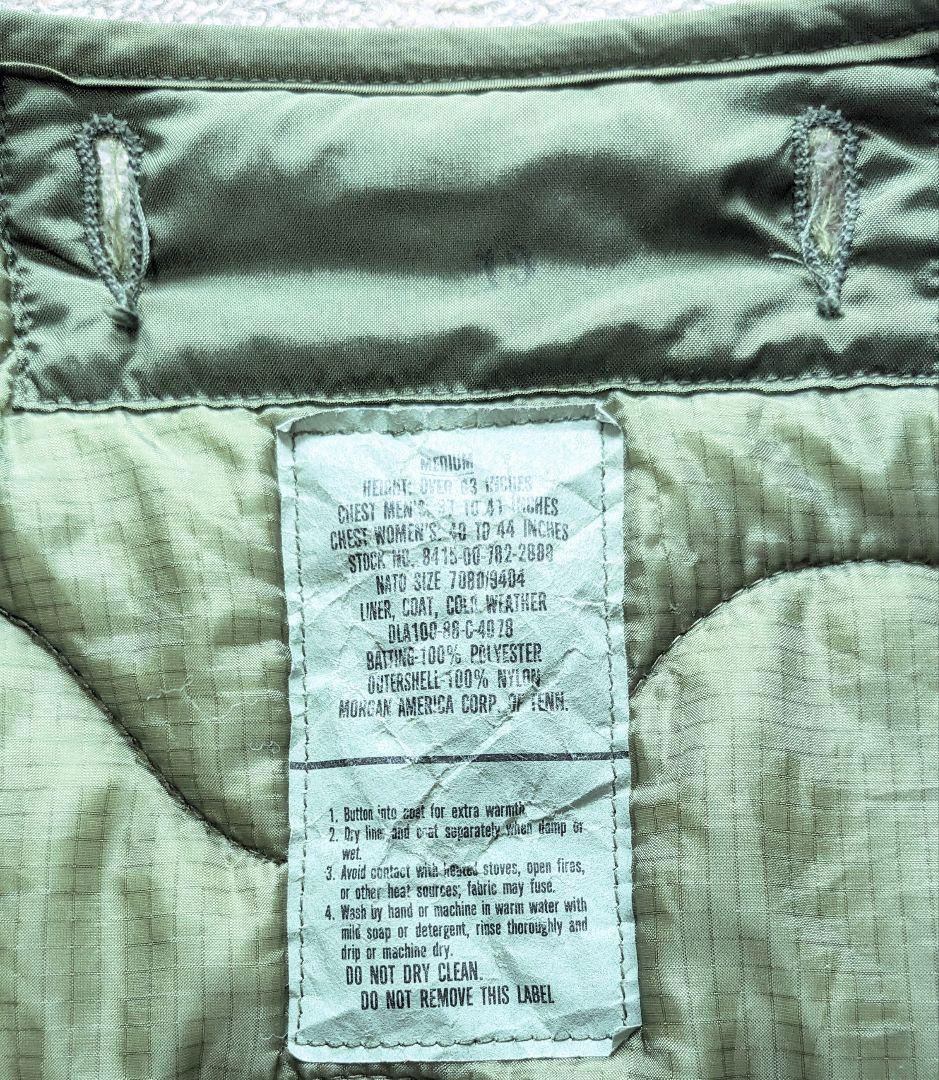 MEDIUM
HEIGHT: OVER 63 INCHES
CHEST MEN'S: 37 TO 41 INCHES
CHEST WOMEN'S: 40 TO 44 INCHES
STOCK NO. 8415-00-782-2888
NATO SIZE 7080/9404
LINER, COAT, COLD WEATHER
DLA100-86-C-4078
BATTING-100% POLYESTER
OUTERSHELL-100% NYLON
MORGAN AMERICA CORP. OF TENN.
1. Button into coat for extra warmth
2. Dry liner and coat separately when damp or
wet.
3. Avoid contact with heated stoves, open fires,
or other heat sources; fabric may fuse.
4. Wash by hand or machine in warm water with
mild soap or detergent, rinse thoroughly and
drip or machine dry.
DO NOT DRY CLEAN.
DO NOT REMOVE THIS LABEL